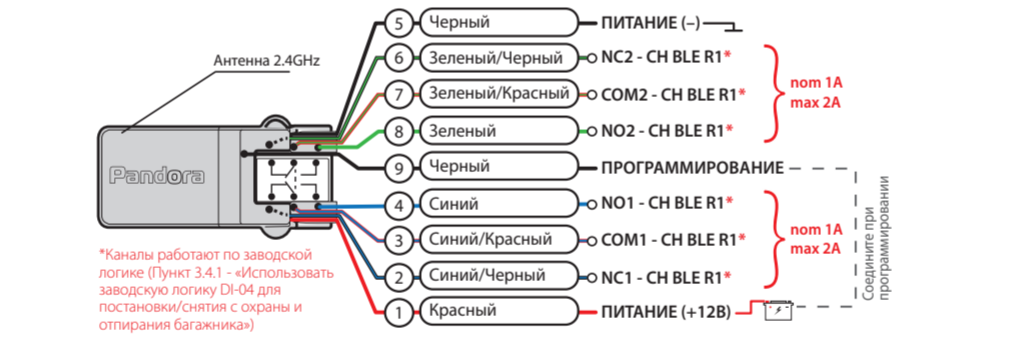 5 Черный ПИТАНИЕ (–)
Антенна 2.4GHz
6 Зеленый/Черный NC2 - CH BLE R1*
7 Зеленый/Красный COM2 - CH BLE R1*
8 Зеленый NO2 - CH BLE R1*
nom 1A
max 2A
9 Черный ПРОГРАММИРОВАНИЕ
Pandora
4 Синий NO1 - CH BLE R1*
3 Синий/Красный COM1 - CH BLE R1*
2 Синий/Черный NC1 - CH BLE R1*
nom 1A
max 2A
1 Красный ПИТАНИЕ (+12В)
Соедините при
программировании
*Каналы работают по заводской
логике (Пункт 3.4.1 - «Использовать
заводскую логику DI-04 для
постановки/снятия с охраны и
отпирания багажника»)